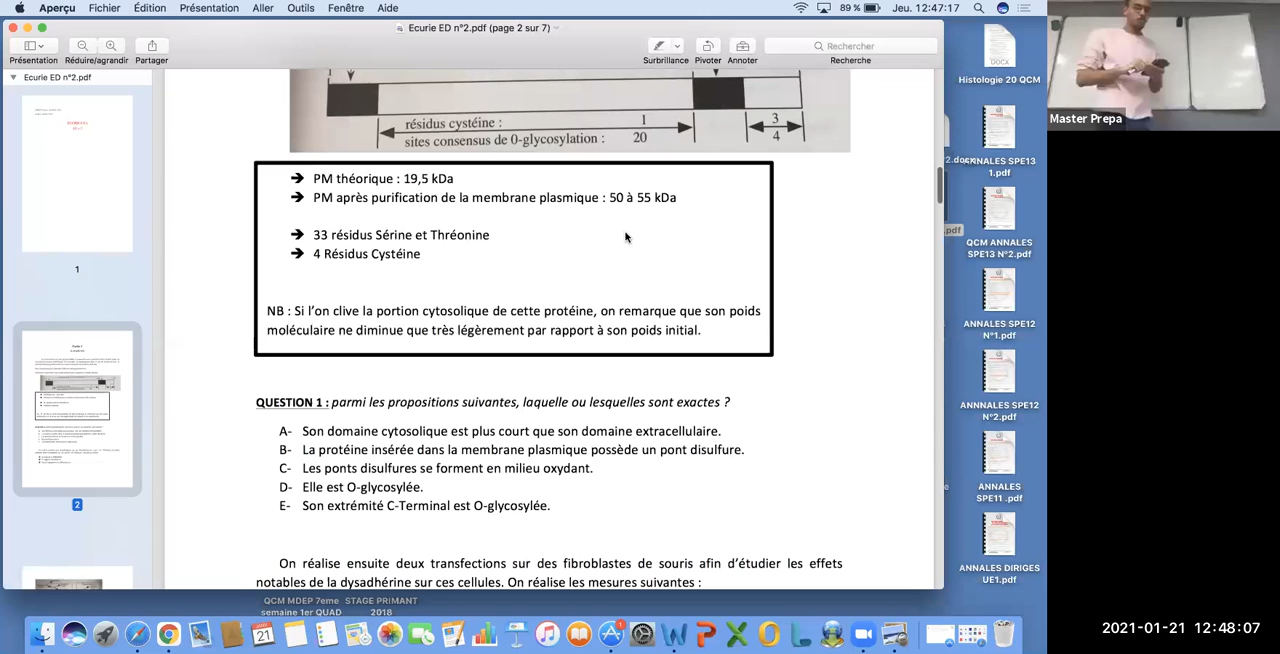 Aperçu Fichier Édition Présentation Aller Outils Fenêtre Aide 89 % Jeu. 12:47:17
Ecurie ED n°2.pdf (page 2 sur 7)
Rechercher
Présentation Réduire/agrandir Partager Surbrillance Pivoter Annoter Recherche
Ecurie ED n°2.pdf
1
2
résidus cystéine : 1 3
sites consensus de 0-glycosylation : 20 4
➔ PM théorique : 19,5 kDa
➔ PM après purification de la membrane plasmique : 50 à 55 kDa
➔ 33 résidus Sérine et Thréonine
➔ 4 Résidus Cystéine
NB : Si l’on clive la portion cytosolique de cette protéine, on remarque que son poids
moléculaire ne diminue que très légèrement par rapport à son poids initial.
QUESTION 1 : parmi les propositions suivantes, laquelle ou lesquelles sont exactes ?
A- Son domaine cytosolique est plus long que son domaine extracellulaire.
B- La protéine insérée dans la membrane plasmique possède un pont disulfure.
C- Les ponts disulfures se forment en milieu oxydant.
D- Elle est O-glycosylée.
E- Son extrémité C-Terminal est O-glycosylée.
On réalise ensuite deux transfections sur des fibroblastes de souris afin d’étudier les effets
notables de la dysadhérine sur ces cellules. On réalise les mesures suivantes :
QCM MDEP 7eme
semaine 1er QUAD
STAGE PRIMANT
2018
DOCX
Histologie 20 QCM
2.docx
ANNALES SPE13
1.pdf
.pdf
QCM ANNALES
SPE13 N°2.pdf
ANNALES SPE12
N°1.pdf
ANNNALES SPE12
N°2.pdf
ANNALES
SPE11 .pdf
ANNALES DIRIGES
UE1.pdf
JAN.
21
1
Master Prepa
2021-01-21 12:48:07